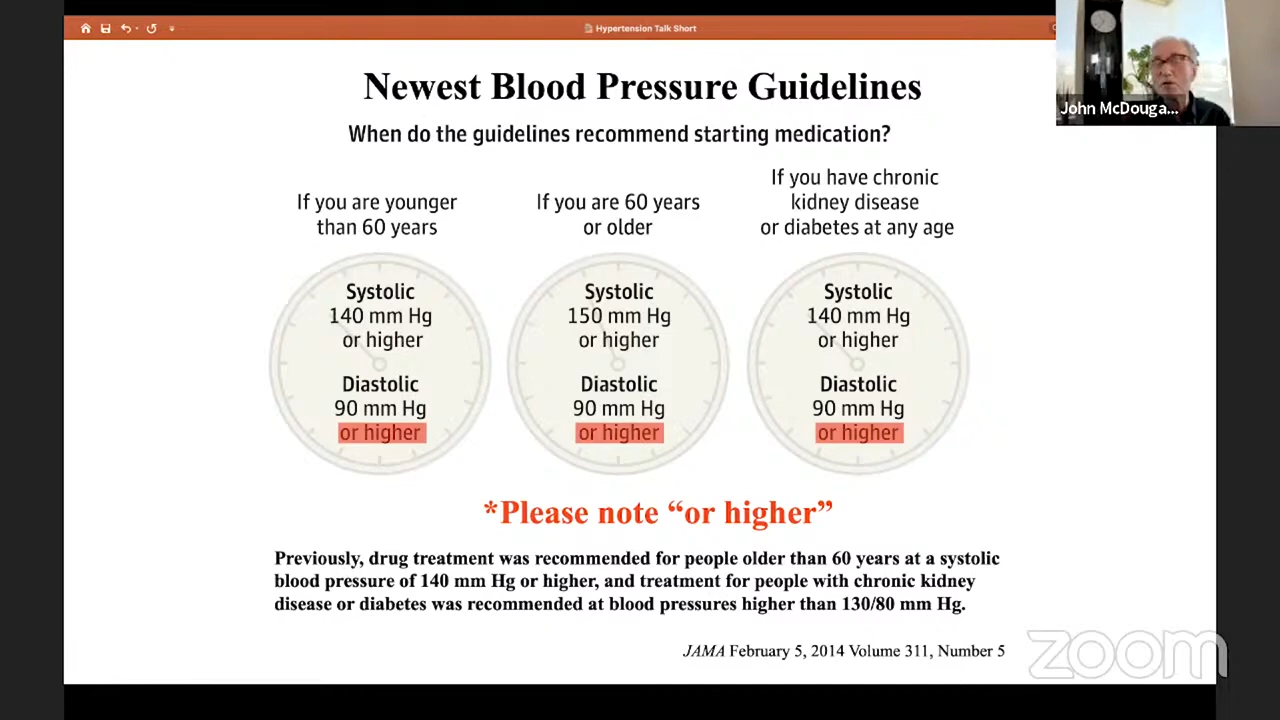 Hypertension Talk Short
John McDouga...
Newest Blood Pressure Guidelines
When do the guidelines recommend starting medication?
If you are younger
than 60 years
Systolic
140 mm Hg
or higher
Diastolic
90 mm Hg
or higher
If you are 60 years
or older
Systolic
150 mm Hg
or higher
Diastolic
90 mm Hg
or higher
If you have chronic
kidney disease
or diabetes at any age
Systolic
140 mm Hg
or higher
Diastolic
90 mm Hg
or higher
*Please note “or higher”
Previously, drug treatment was recommended for people older than 60 years at a systolic
blood pressure of 140 mm Hg or higher, and treatment for people with chronic kidney
disease or diabetes was recommended at blood pressures higher than 130/80 mm Hg.
JAMA February 5, 2014 Volume 311, Number 5
zoom